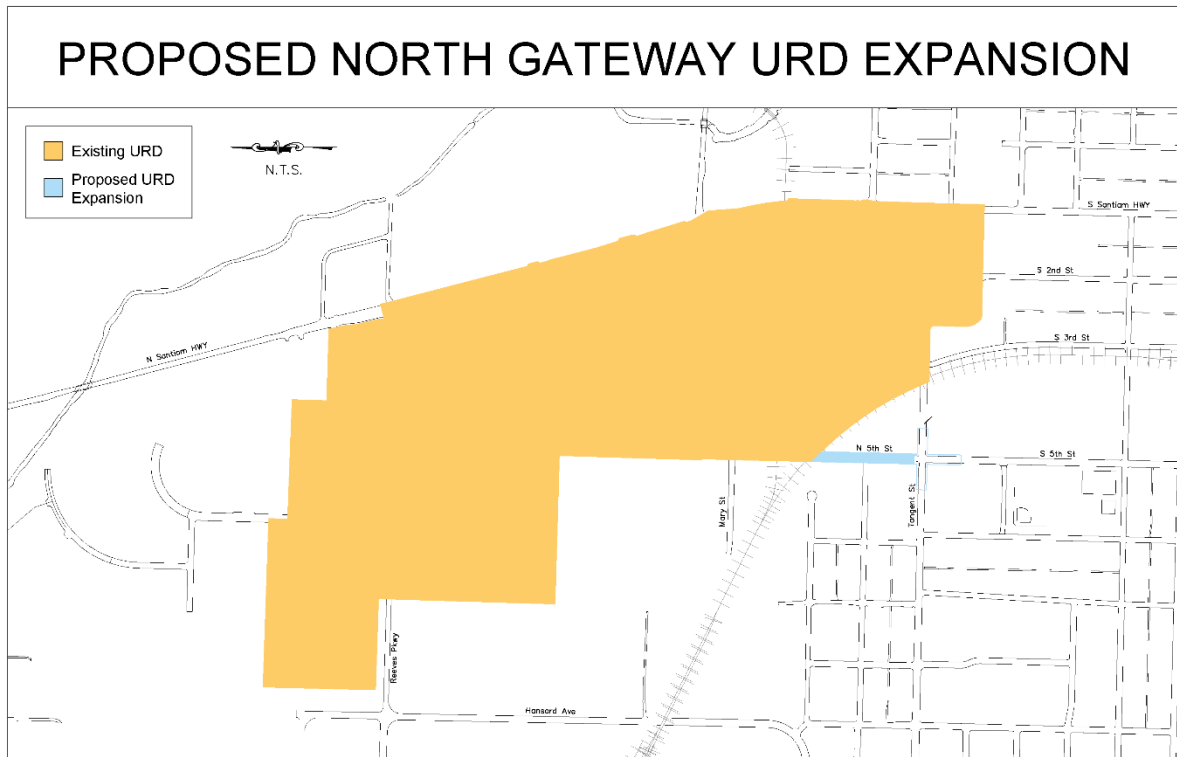 PROPOSED NORTH GATEWAY URD EXPANSION
Existing URD
Proposed URD
Expansion
N.T.S.
S Santiam HWY
S 2nd St
S 3rd St
N Santiam HWY
N 5th St
S 5th St
Mary St
Tangent St
Reeves Pkwy
Hansard Ave